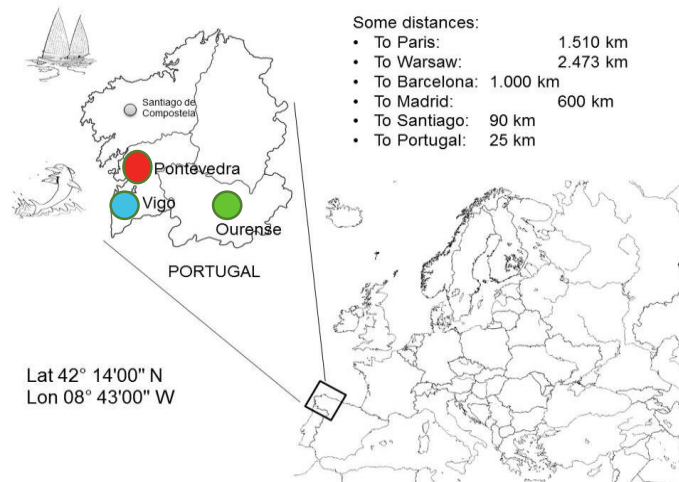 Some distances:
• To Paris: 1.510 km
• To Warsaw: 2.473 km
• To Barcelona: 1.000 km
• To Madrid: 600 km
• To Santiago: 90 km
• To Portugal: 25 km
Santiago de
Compostela
Pontevedra
Vigo
Ourense
PORTUGAL
Lat 42° 14'00" N
Lon 08° 43'00" W